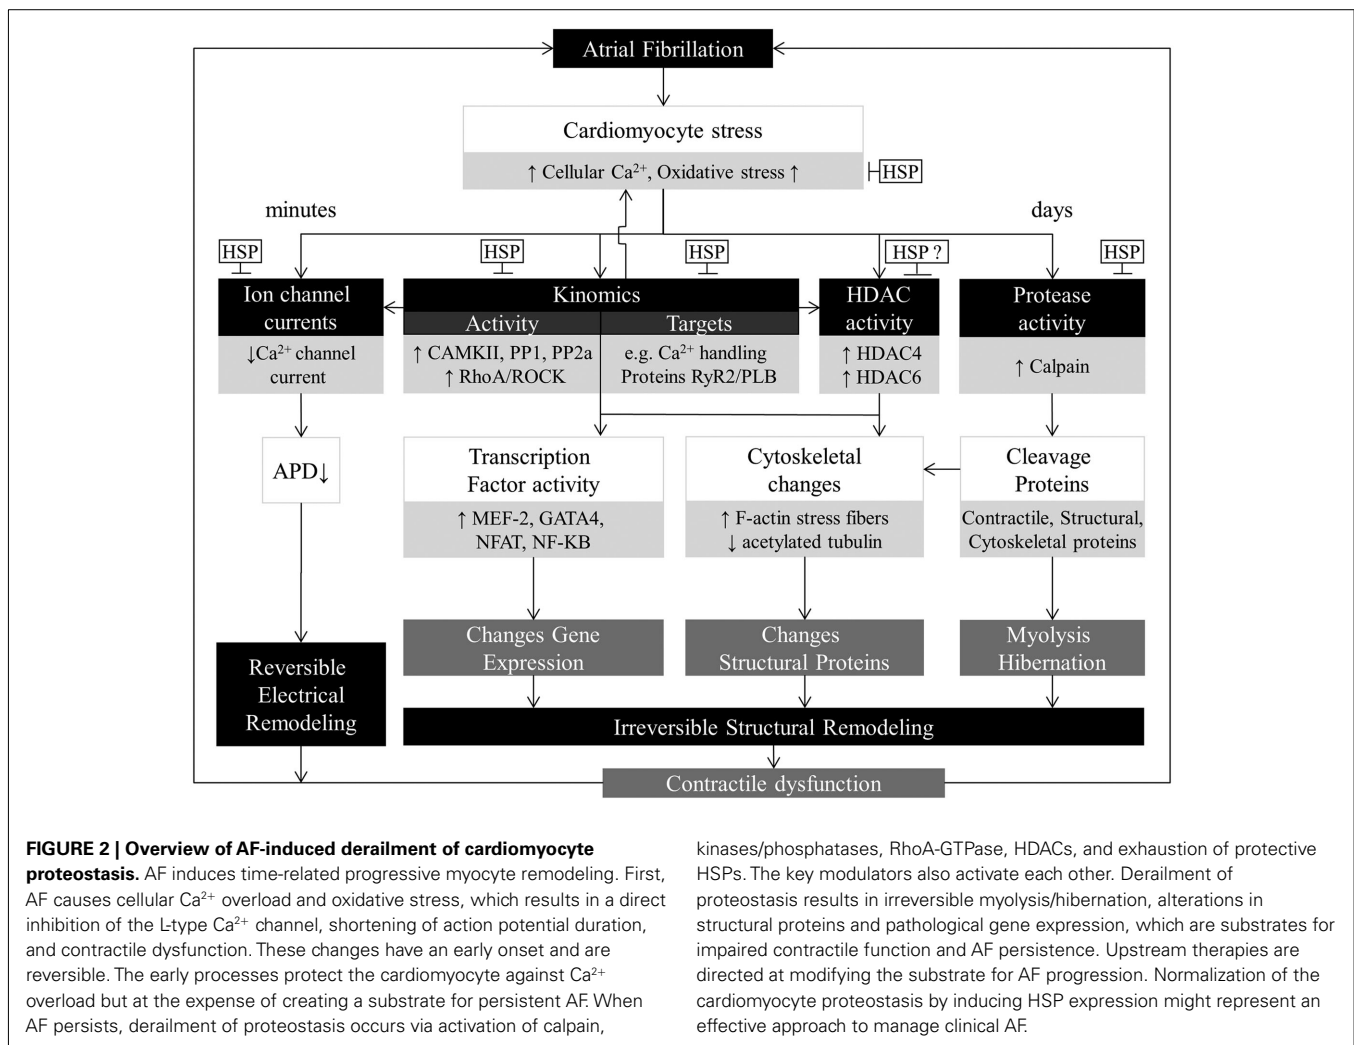 Atrial Fibrillation
Cardiomyocyte stress
↑ Cellular Ca²⁺, Oxidative stress ↑
HSP
minutes
days
HSP
HSP
HSP
HSP ?
HSP
Ion channel
currents
↓Ca²⁺ channel
current
Kinomics
Activity
Targets
↑ CAMKII, PP1, PP2a
↑ RhoA/ROCK
e.g. Ca²⁺ handling
Proteins RyR2/PLB
HDAC
activity
↑ HDAC4
↑ HDAC6
Protease
activity
↑ Calpain
APD↓
Transcription
Factor activity
↑ MEF-2, GATA4,
NFAT, NF-KB
Cytoskeletal
changes
↑ F-actin stress fibers
↓ acetylated tubulin
Cleavage
Proteins
Contractile, Structural,
Cytoskeletal proteins
Reversible
Electrical
Remodeling
Changes Gene
Expression
Changes
Structural Proteins
Myolysis
Hibernation
Irreversible Structural Remodeling
Contractile dysfunction
FIGURE 2 | Overview of AF-induced derailment of cardiomyocyte
proteostasis. AF induces time-related progressive myocyte remodeling. First,
AF causes cellular Ca²⁺ overload and oxidative stress, which results in a direct
inhibition of the L-type Ca²⁺ channel, shortening of action potential duration,
and contractile dysfunction. These changes have an early onset and are
reversible. The early processes protect the cardiomyocyte against Ca²⁺
overload but at the expense of creating a substrate for persistent AF. When
AF persists, derailment of proteostasis occurs via activation of calpain,
kinases/phosphatases, RhoA-GTPase, HDACs, and exhaustion of protective
HSPs. The key modulators also activate each other. Derailment of
proteostasis results in irreversible myolysis/hibernation, alterations in
structural proteins and pathological gene expression, which are substrates for
impaired contractile function and AF persistence. Upstream therapies are
directed at modifying the substrate for AF progression. Normalization of the
cardiomyocyte proteostasis by inducing HSP expression might represent an
effective approach to manage clinical AF.